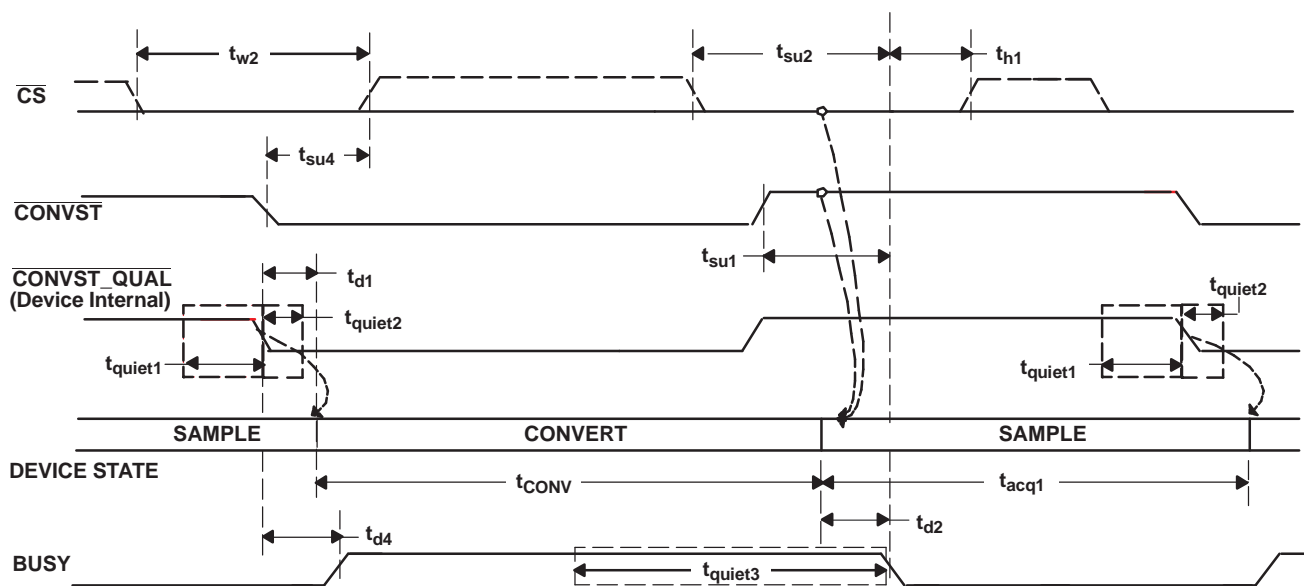 tw2
tsu2
th1
CS
tsu4
CONVST
tsu1
CONVST_QUAL
(Device Internal)
td1
tquiet2
tquiet2
tquiet1
tquiet1
SAMPLE
CONVERT
SAMPLE
DEVICE STATE
tCONV
tacq1
td4
td2
BUSY
tquiet3